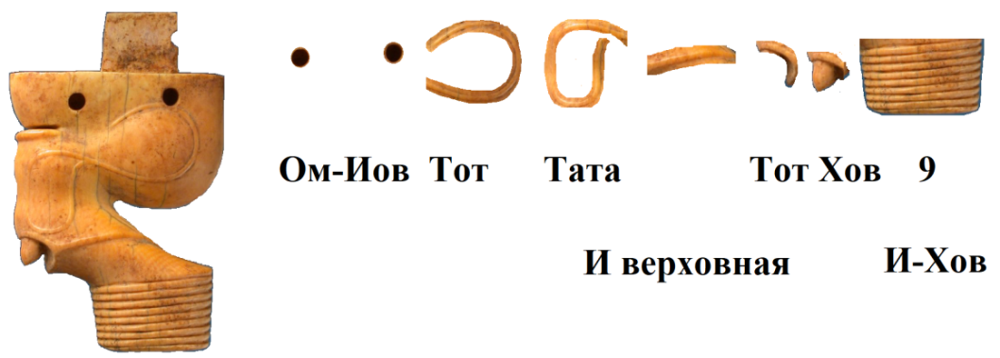 Ом-Иов Тот Тата Тот Хов 9
И верховная И-Хов